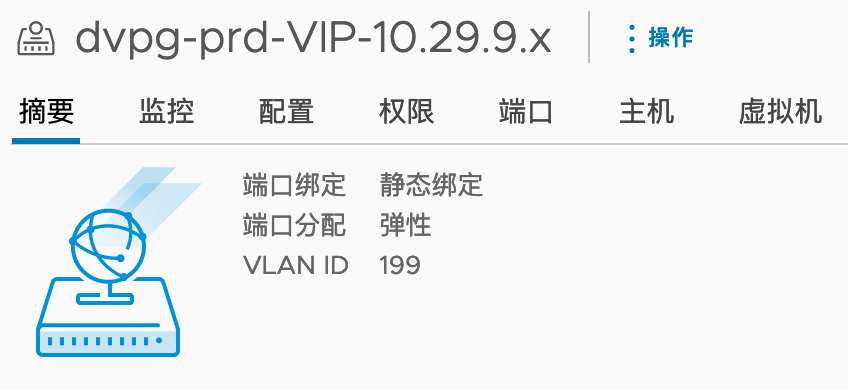 dvpg-prd-VIP-10.29.9.x 操作
摘要 监控 配置 权限 端口 主机 虚拟机
端口绑定 静态绑定
端口分配 弹性
VLAN ID 199